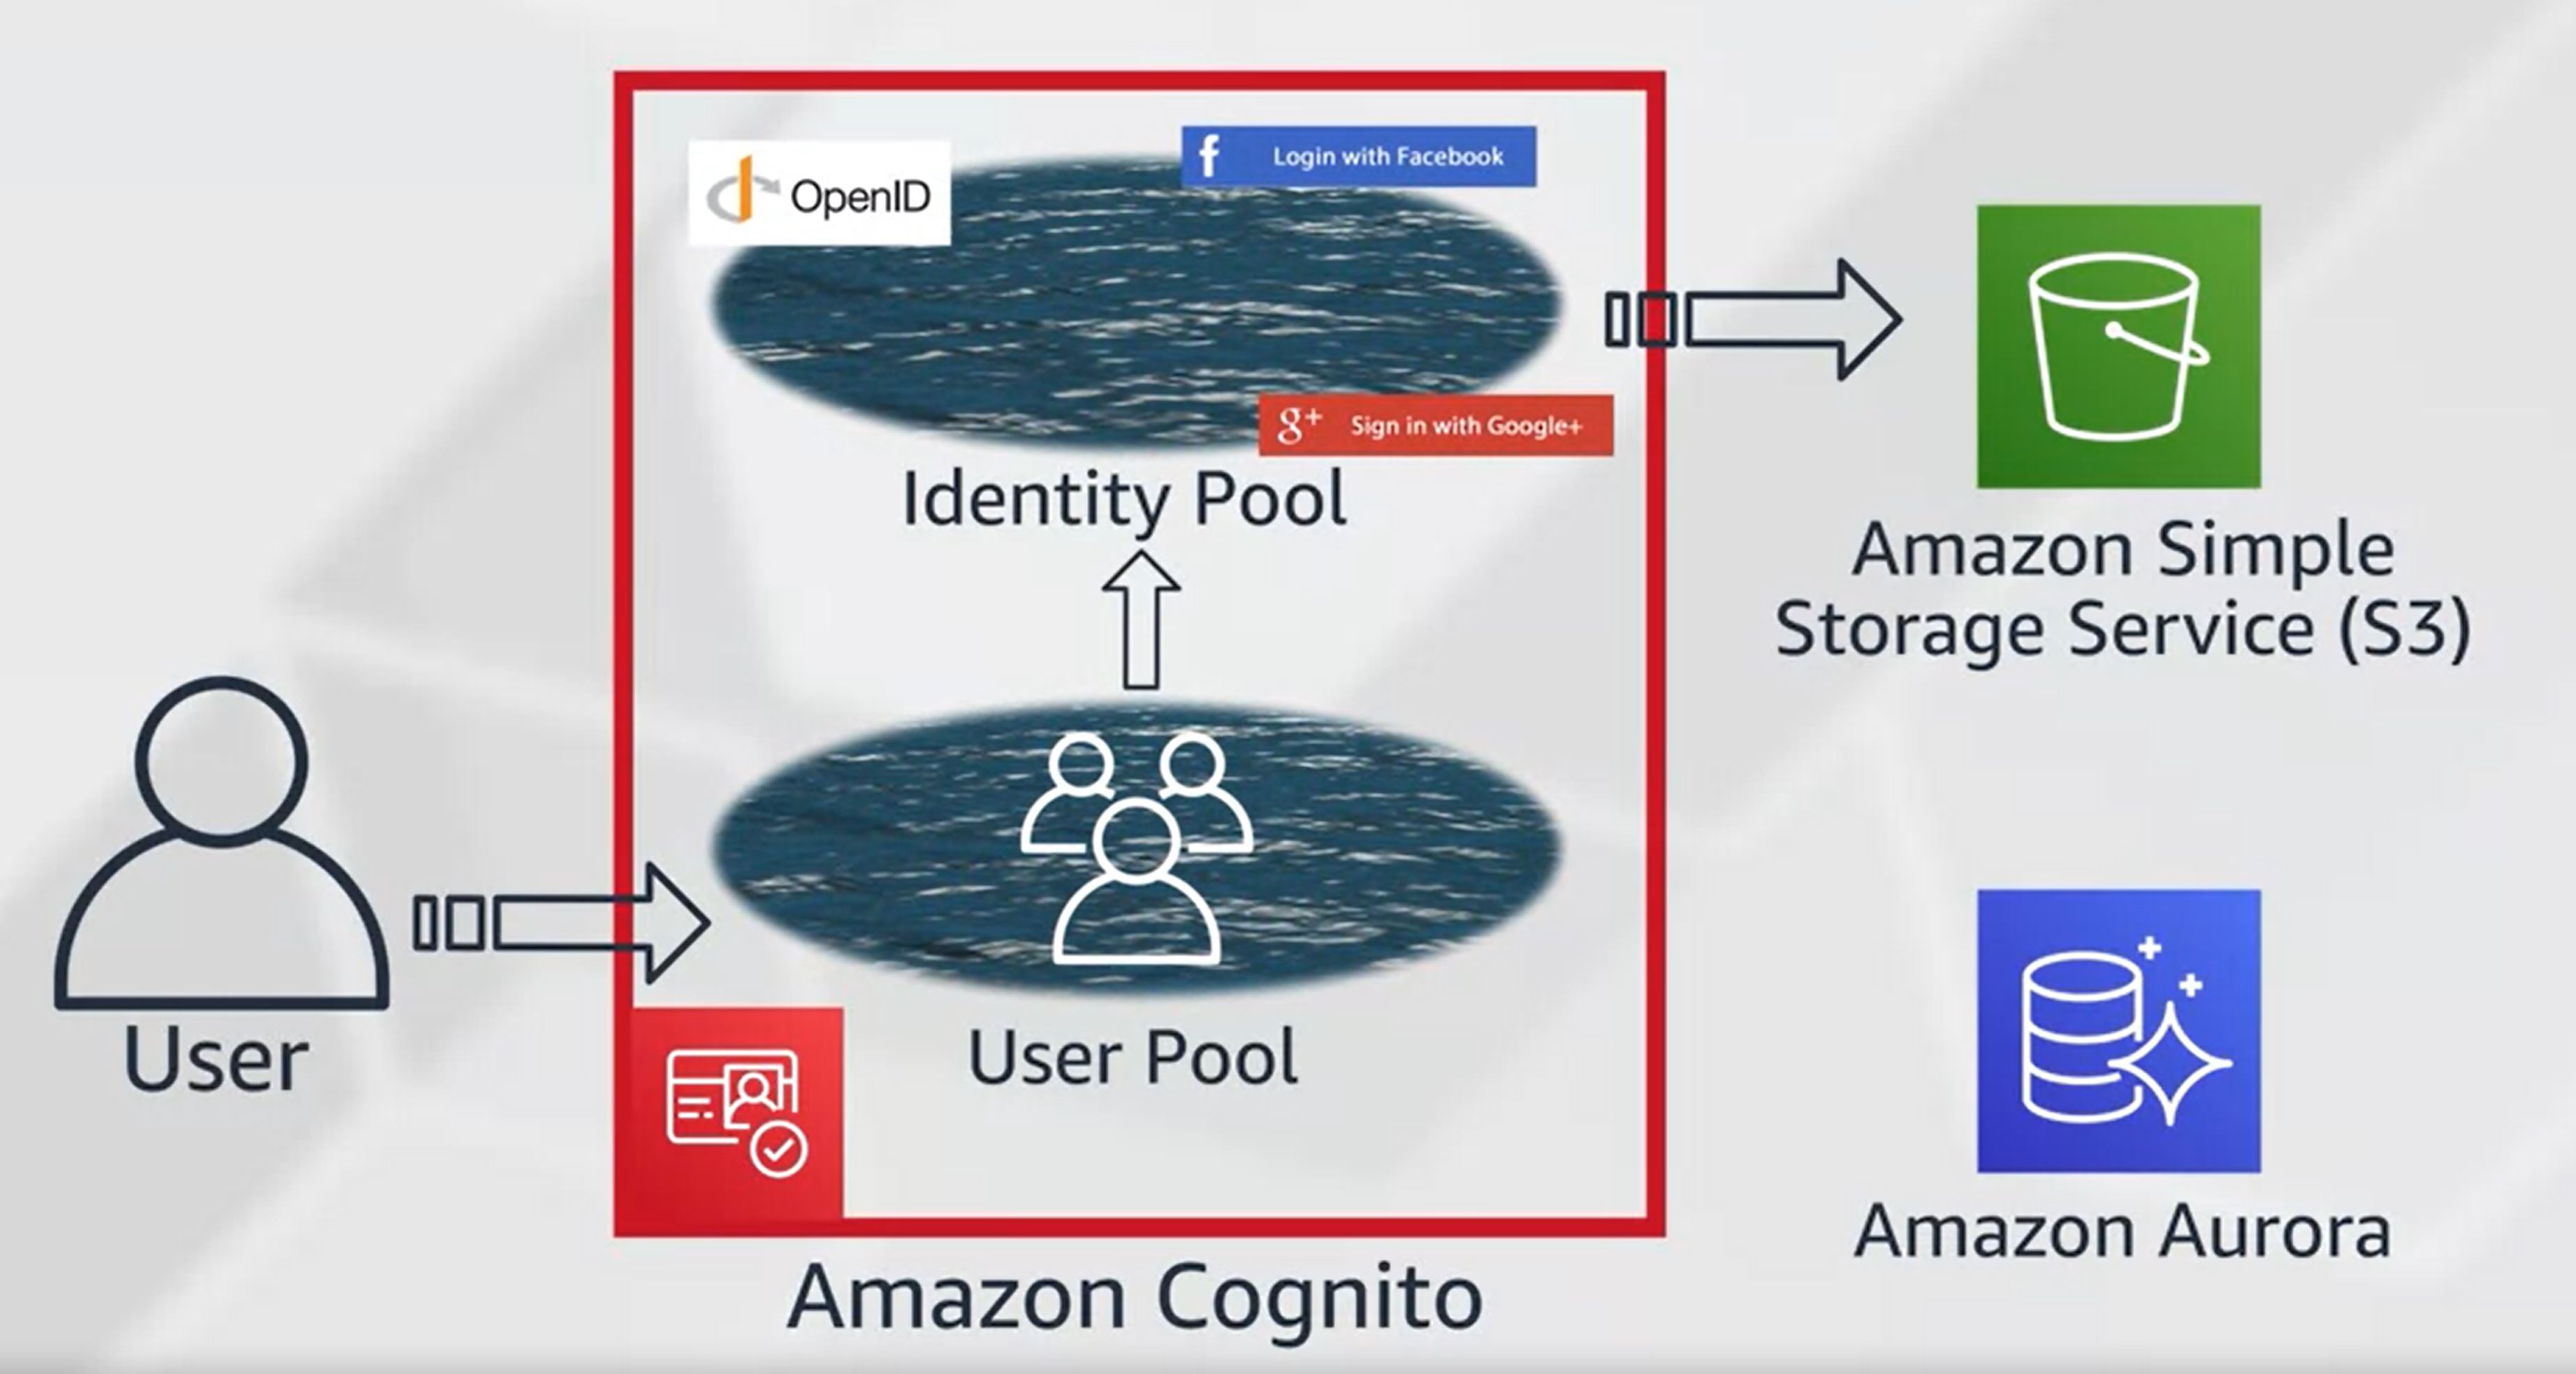 OpenID
f Login with Facebook
g+ Sign in with Google+
Identity Pool
Amazon Simple
Storage Service (S3)
User
User Pool
Amazon Aurora
Amazon Cognito